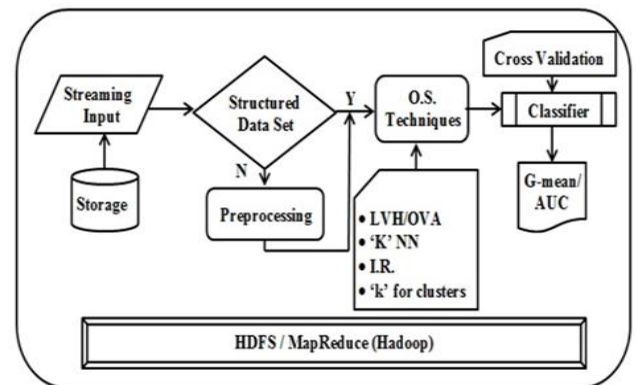 Streaming
Input
Storage
Structured
Data Set
Y
N
Preprocessing
O.S.
Techniques
• LVH/OVA
• ‘K’ NN
• I.R.
• ‘k’ for clusters
Cross Validation
Classifier
G-mean/
AUC
HDFS / MapReduce (Hadoop)